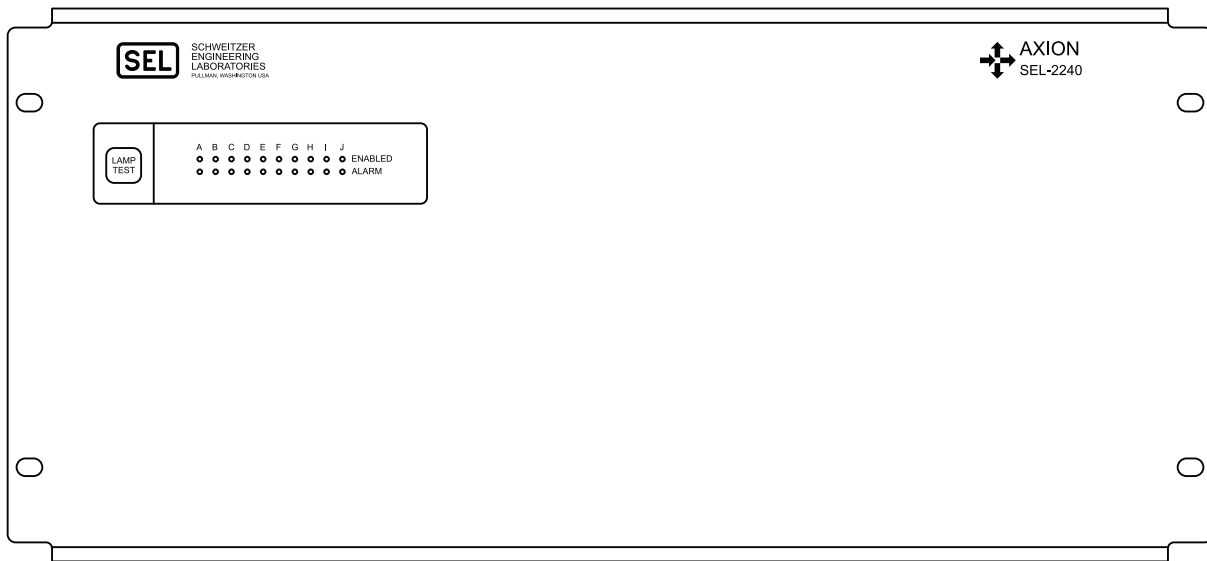 SEL
SCHWEITZER
ENGINEERING
LABORATORIES
PULLMAN, WASHINGTON USA
AXION
SEL-2240
LAMP
TEST
A B C D E F G H I J
ENABLED
ALARM